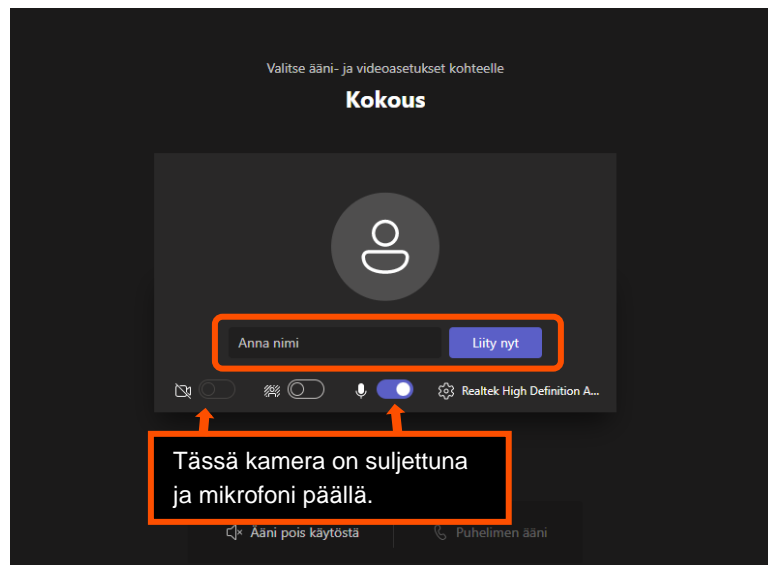 Valitse ääni- ja videoasetukset kohteelle
Kokous
Anna nimi
Liity nyt
Realtek High Definition A...
Tässä kamera on suljettuna
ja mikrofoni päällä.
Ääni pois käytöstä
Puhelimen ääni